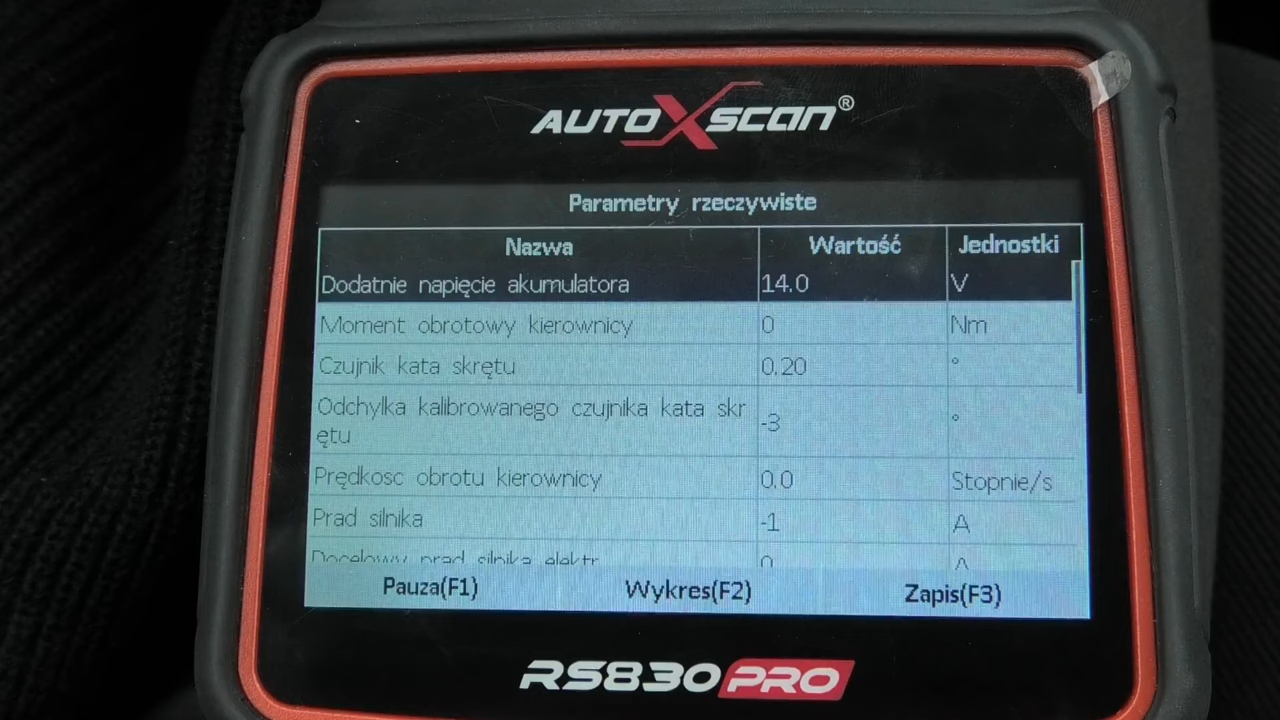 AUTOXSCAN®
Parametry rzeczywiste
Nazwa Wartość Jednostki
Dodatnie napięcie akumulatora 14.0 V
Moment obrotowy kierownicy 0 Nm
Czujnik kata skrętu 0.20 °
Odchylka kalibrowanego czujnika kata skr -3 °
ętu
Prędkosc obrotu kierownicy 0.0 Stopnie/s
Prad silnika -1 A
Docelowy prad silnika elektr 0 A
Pauza(F1) Wykres(F2) Zapis(F3)
RS830PRO